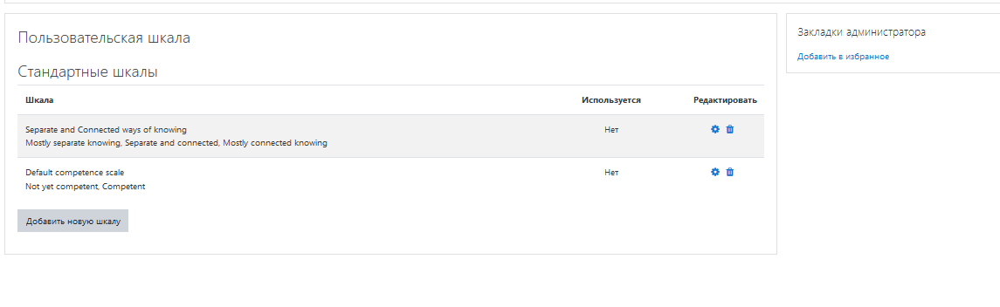 Пользовательская шкала
Стандартные шкалы
Шкала Используется Редактировать
Separate and Connected ways of knowing Нет
Mostly separate knowing, Separate and connected, Mostly connected knowing
Default competence scale Нет
Not yet competent, Competent
Добавить новую шкалу
Закладки администратора
Добавить в избранное